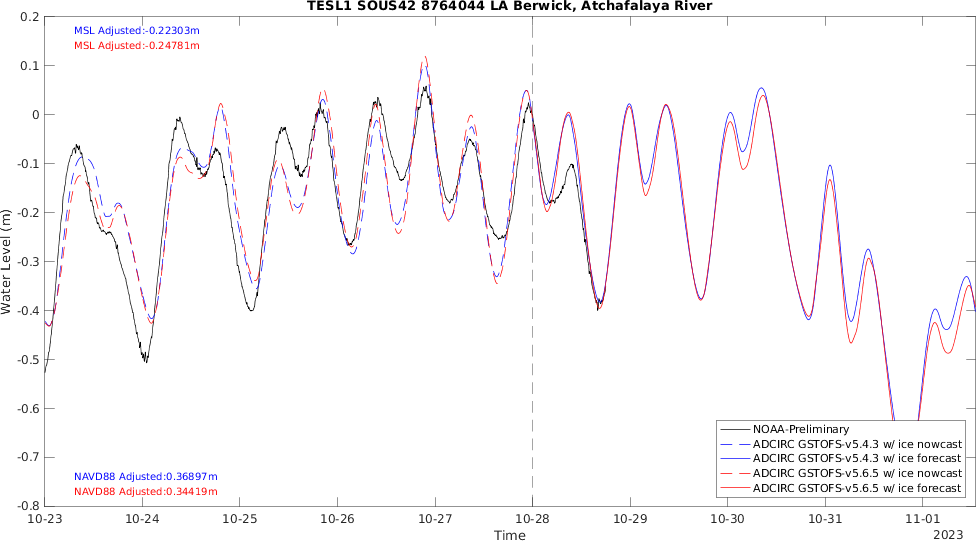 TESL1 SOUS42 8764044 LA Berwick, Atchafalaya River
MSL Adjusted:-0.22303m
MSL Adjusted:-0.24781m
0.2
0.1
0
-0.1
-0.2
-0.3
-0.4
-0.5
-0.6
-0.7
-0.8
Water Level (m)
NOAA-Preliminary
ADCIRC GSTOFS-v5.4.3 w/ ice nowcast
ADCIRC GSTOFS-v5.4.3 w/ ice forecast
ADCIRC GSTOFS-v5.6.5 w/ ice nowcast
ADCIRC GSTOFS-v5.6.5 w/ ice forecast
NAVD88 Adjusted:0.36897m
NAVD88 Adjusted:0.34419m
10-23 10-24 10-25 10-26 10-27 10-28 10-29 10-30 10-31 11-01
Time
2023